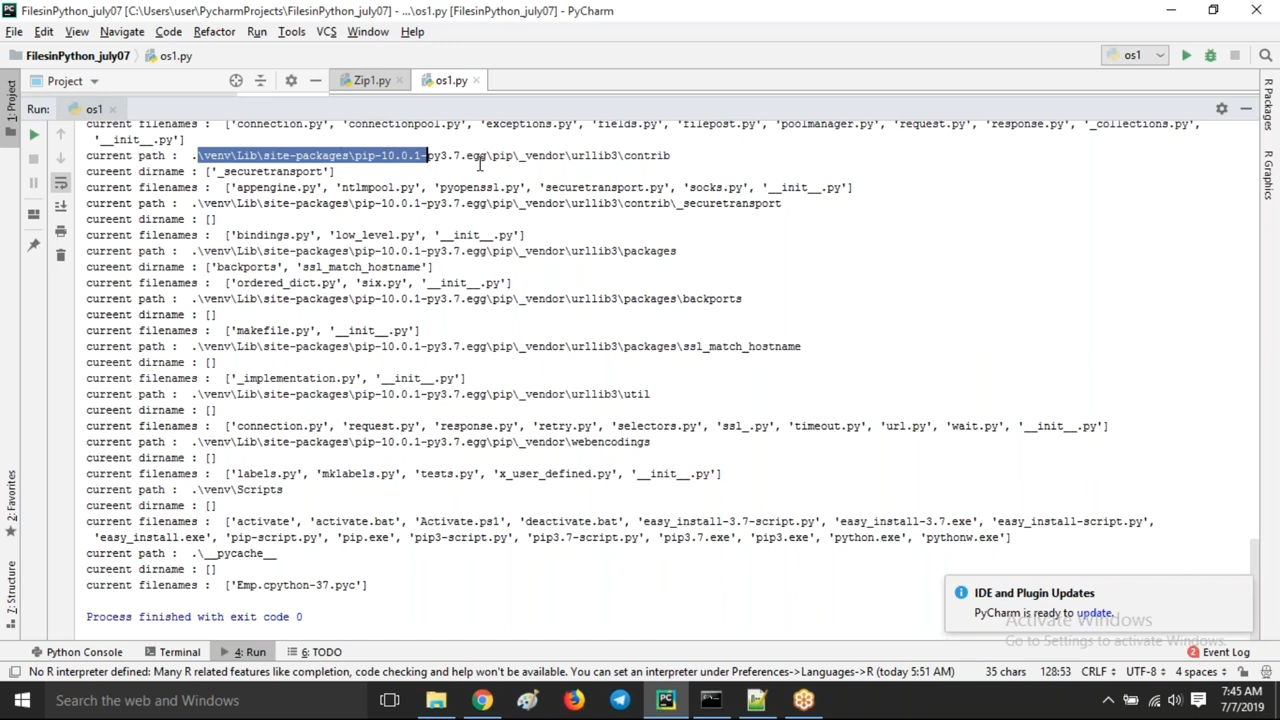 FilesinPython_july07 [C:\Users\user\PycharmProjects\FilesinPython_july07] - ...\os1.py [FilesinPython_july07] - PyCharm
File Edit View Navigate Code Refactor Run Tools VCS Window Help
FilesinPython_july07 os1.py os1
1: Project
Project Zip1.py os1.py
R Packages
Run: os1
current filenames : ['connection.py', 'connectionpool.py', 'exceptions.py', 'fields.py', 'filepost.py', 'poolmanager.py', 'request.py', 'response.py', '_collections.py',
'__init__.py']
current path : .\venv\Lib\site-packages\pip-10.0.1-py3.7.egg\pip\_vendor\urllib3\contrib
cureent dirname : ['_securetransport']
current filenames : ['appengine.py', 'ntlmpool.py', 'pyopenssl.py', 'securetransport.py', 'socks.py', '__init__.py']
current path : .\venv\Lib\site-packages\pip-10.0.1-py3.7.egg\pip\_vendor\urllib3\contrib\_securetransport
cureent dirname : []
current filenames : ['bindings.py', 'low_level.py', '__init__.py']
current path : .\venv\Lib\site-packages\pip-10.0.1-py3.7.egg\pip\_vendor\urllib3\packages
cureent dirname : ['backports', 'ssl_match_hostname']
current filenames : ['ordered_dict.py', 'six.py', '__init__.py']
current path : .\venv\Lib\site-packages\pip-10.0.1-py3.7.egg\pip\_vendor\urllib3\packages\backports
cureent dirname : []
current filenames : ['makefile.py', '__init__.py']
current path : .\venv\Lib\site-packages\pip-10.0.1-py3.7.egg\pip\_vendor\urllib3\packages\ssl_match_hostname
cureent dirname : []
current filenames : ['_implementation.py', '__init__.py']
current path : .\venv\Lib\site-packages\pip-10.0.1-py3.7.egg\pip\_vendor\urllib3\util
cureent dirname : []
current filenames : ['connection.py', 'request.py', 'response.py', 'retry.py', 'selectors.py', 'ssl_.py', 'timeout.py', 'url.py', 'wait.py', '__init__.py']
current path : .\venv\Lib\site-packages\pip-10.0.1-py3.7.egg\pip\_vendor\webencodings
cureent dirname : []
current filenames : ['labels.py', 'mklabels.py', 'tests.py', 'x_user_defined.py', '__init__.py']
current path : .\venv\Scripts
cureent dirname : []
current filenames : ['activate', 'activate.bat', 'Activate.ps1', 'deactivate.bat', 'easy_install-3.7-script.py', 'easy_install-3.7.exe', 'easy_install-script.py',
'easy_install.exe', 'pip-script.py', 'pip.exe', 'pip3-script.py', 'pip3.7-script.py', 'pip3.7.exe', 'pip3.exe', 'python.exe', 'pythonw.exe']
current path : .\__pycache__
cureent dirname : []
current filenames : ['Emp.cpython-37.pyc']
Process finished with exit code 0
R Graphics
2: Favorites
Z: Structure
IDE and Plugin Updates
PyCharm is ready to update.
Activate Windows
Go to Settings to activate Windows.
Python Console Terminal 4: Run 6: TODO 2 Event Log
No R interpreter defined: Many R related features like completion, code checking and help won't be available. You can set an interpreter under Preferences->Languages->R (today 5:51 AM) 35 chars 128:53 CRLF UTF-8 4 spaces
Search the web and Windows
7:45 AM
7/7/2019